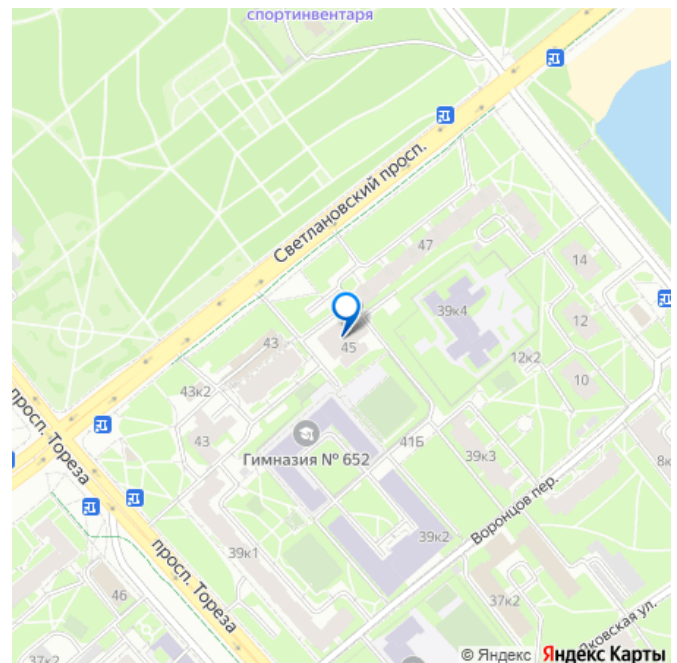 спортинвентаря
Светлановский просп.
47
14
39к4
12
43
45
12к2
10
43к2
просп. Тореза
43
Гимназия № 652
41Б
39к3
8к
Воронцов пер.
39к1
39к2
просп. Тореза
46
37к2
37к2
© Яндекс Яндекс Карты